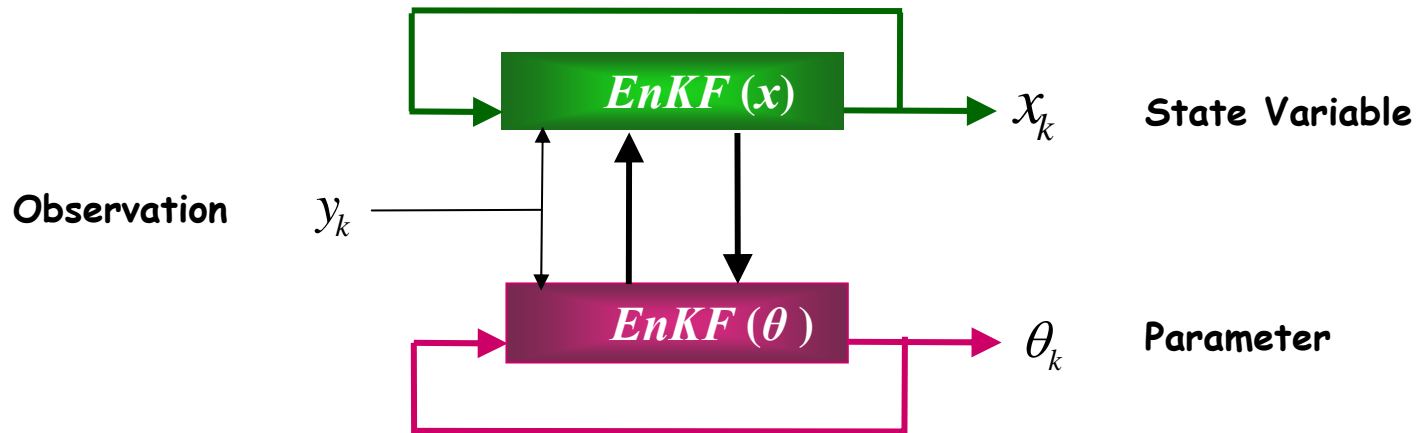 EnKF (x)
x_k State Variable
Observation y_k
EnKF (θ )
θ_k Parameter